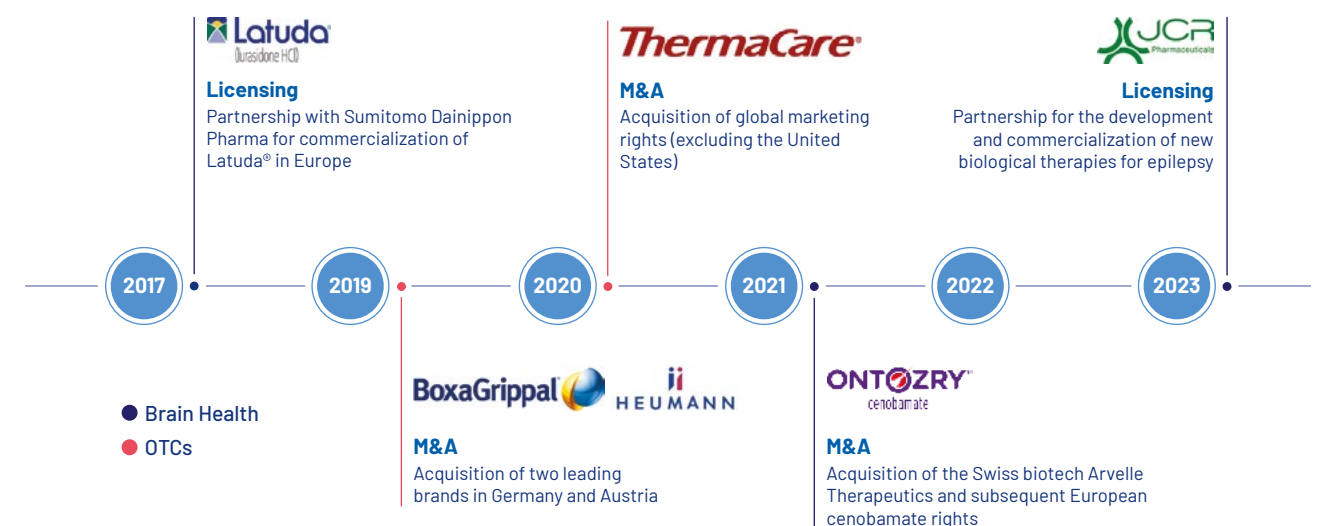 Latuda®
(lurasidone HCl)
Licensing
Partnership with Sumitomo Dainippon
Pharma for commercialization of
Latuda® in Europe
ThermaCare®
M&A
Acquisition of global marketing
rights (excluding the United
States)
JCR
Pharmaceuticals
Licensing
Partnership for the development
and commercialization of new
biological therapies for epilepsy
2017
2019
2020
2021
2022
2023
Brain Health
OTCs
BoxaGrippal®
HEUMANN
M&A
Acquisition of two leading
brands in Germany and Austria
ONTOZRY™
cenobamate
M&A
Acquisition of the Swiss biotech Arvelle
Therapeutics and subsequent European
cenobamate rights